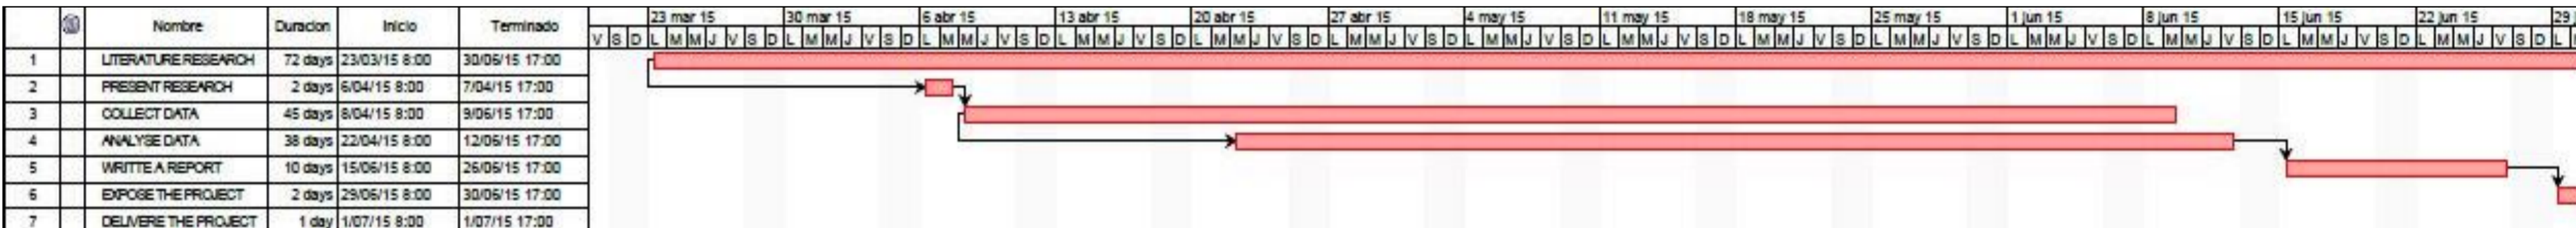 23 mar 15 30 mar 15 6 abr 15 13 abr 15 20 abr 15 27 abr 15 4 may 15 11 may 15 18 may 15 25 may 15 1 jun 15 8 jun 15 15 jun 15 22 jun 15 29 j
Nombre Duracion Inicio Terminado
V S D L M M J V S D L M M J V S D L M M J V S D L M M J V S D L M M J V S D L M M J V S D L M M J V S D L M M J V S D L M M J V S D L M M J V S D L M M J V S D L M M J V S D L M M J V S D L M M J V S D L
1 LITERATURE RESEARCH 72 days 23/03/15 8:00 30/06/15 17:00
2 PRESENT RESEARCH 2 days 6/04/15 8:00 7/04/15 17:00
3 COLLECT DATA 45 days 8/04/15 8:00 9/06/15 17:00
4 ANALYSE DATA 38 days 22/04/15 8:00 12/06/15 17:00
5 WRITTE A REPORT 10 days 15/06/15 8:00 26/06/15 17:00
6 EXPOSE THE PROJECT 2 days 29/06/15 8:00 30/06/15 17:00
7 DELIVERE THE PROJECT 1 day 1/07/15 8:00 1/07/15 17:00